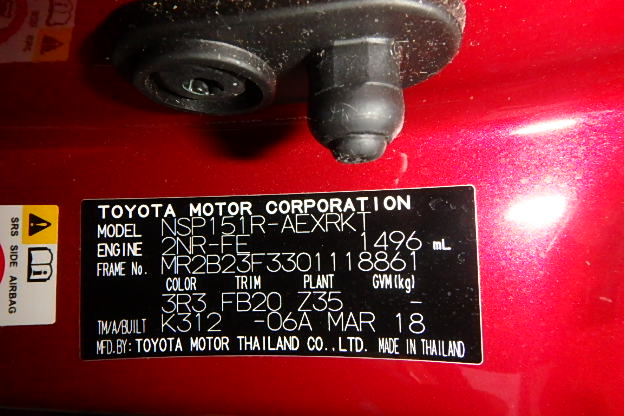 TOYOTA MOTOR CORPORATION
MODEL NSP151R-AEXRKT
ENGINE 2NR-FE 1496 mL
FRAME No. MR2B23F3301118861
COLOR TRIM PLANT GVM(kg)
3R3 FB20 Z35 -
TM/A/BUILT K312 -06A MAR 18
MFD.BY: TOYOTA MOTOR THAILAND CO.,LTD. MADE IN THAILAND
SRS SIDE AIRBAG